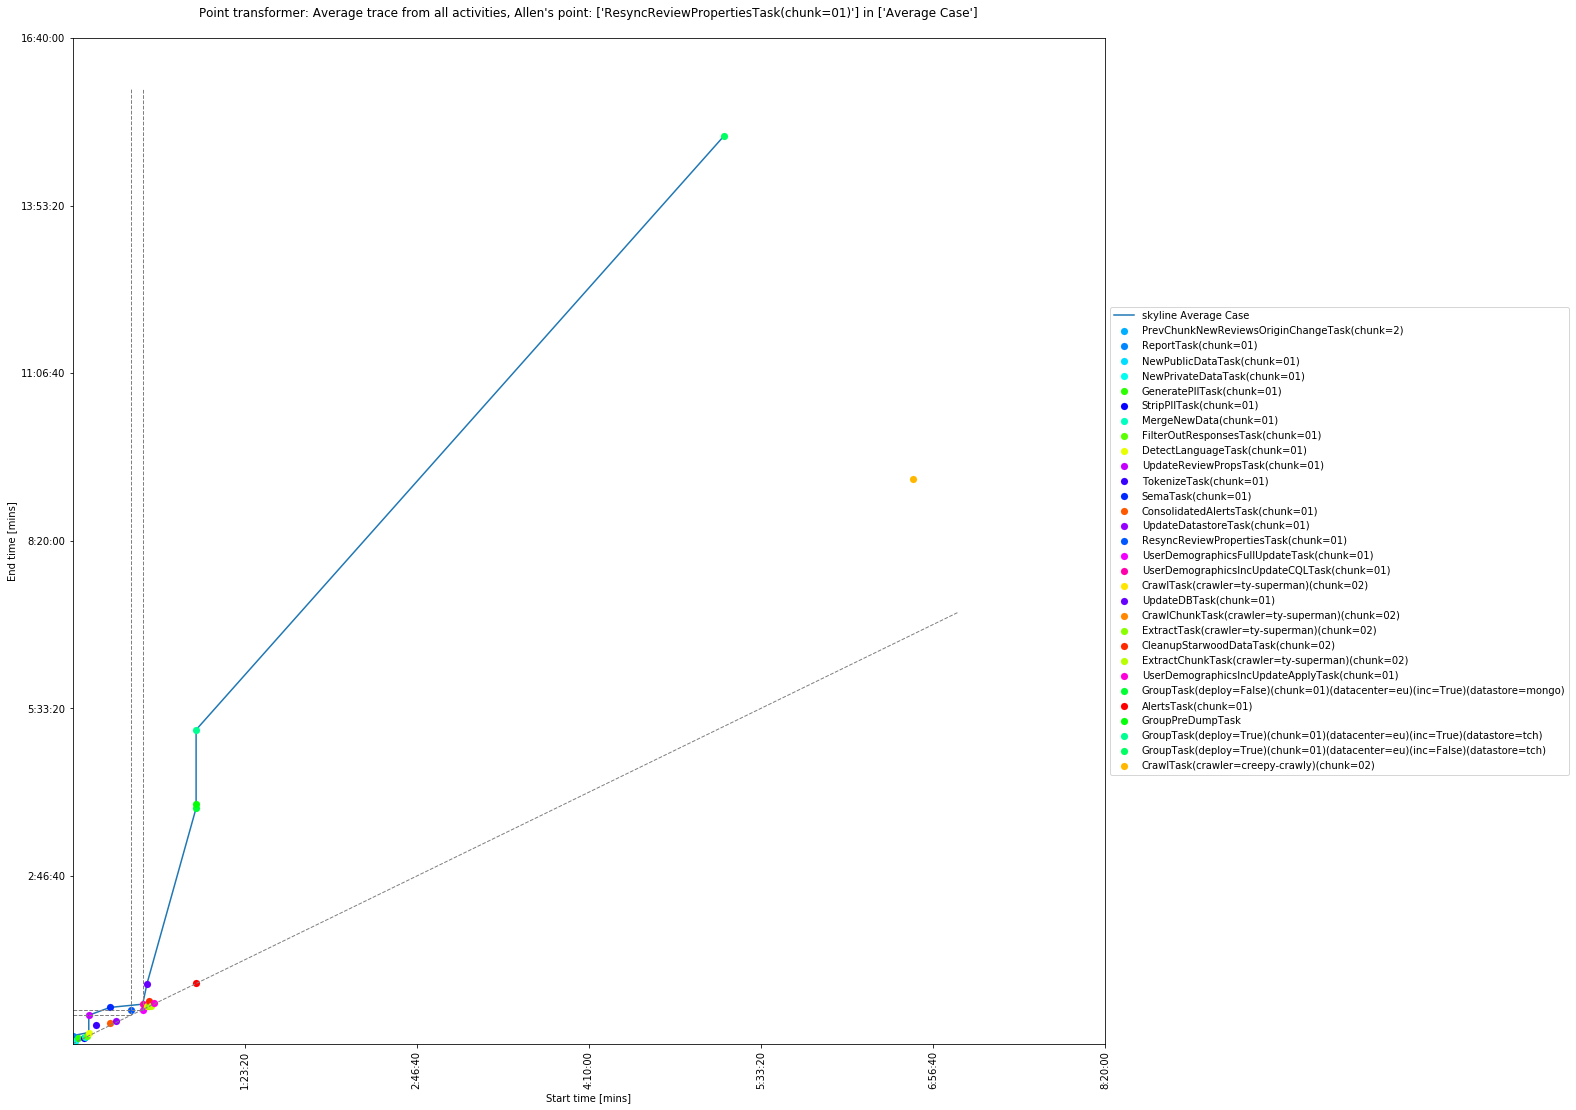 Point transformer: Average trace from all activities, Allen's point: ['ResyncReviewPropertiesTask(chunk=01)'] in ['Average Case']
16:40:00
13:53:20
11:06:40
8:20:00
5:33:20
2:46:40
End time [mins]
1:23:20
2:46:40
4:10:00
5:33:20
6:56:40
8:20:00
Start time [mins]
skyline Average Case
PrevChunkNewReviewsOriginChangeTask(chunk=2)
ReportTask(chunk=01)
NewPublicDataTask(chunk=01)
NewPrivateDataTask(chunk=01)
GeneratePIITask(chunk=01)
StripPIITask(chunk=01)
MergeNewData(chunk=01)
FilterOutResponsesTask(chunk=01)
DetectLanguageTask(chunk=01)
UpdateReviewPropsTask(chunk=01)
TokenizeTask(chunk=01)
SemaTask(chunk=01)
ConsolidatedAlertsTask(chunk=01)
UpdateDatastoreTask(chunk=01)
ResyncReviewPropertiesTask(chunk=01)
UserDemographicsFullUpdateTask(chunk=01)
UserDemographicsIncUpdateCQLTask(chunk=01)
CrawlTask(crawler=ty-superman)(chunk=02)
UpdateDBTask(chunk=01)
CrawlChunkTask(crawler=ty-superman)(chunk=02)
ExtractTask(crawler=ty-superman)(chunk=02)
CleanupStarwoodDataTask(chunk=02)
ExtractChunkTask(crawler=ty-superman)(chunk=02)
UserDemographicsIncUpdateApplyTask(chunk=01)
GroupTask(deploy=False)(chunk=01)(datacenter=eu)(inc=True)(datastore=mongo)
AlertsTask(chunk=01)
GroupPreDumpTask
GroupTask(deploy=True)(chunk=01)(datacenter=eu)(inc=True)(datastore=tch)
GroupTask(deploy=True)(chunk=01)(datacenter=eu)(inc=False)(datastore=tch)
CrawlTask(crawler=creepy-crawly)(chunk=02)